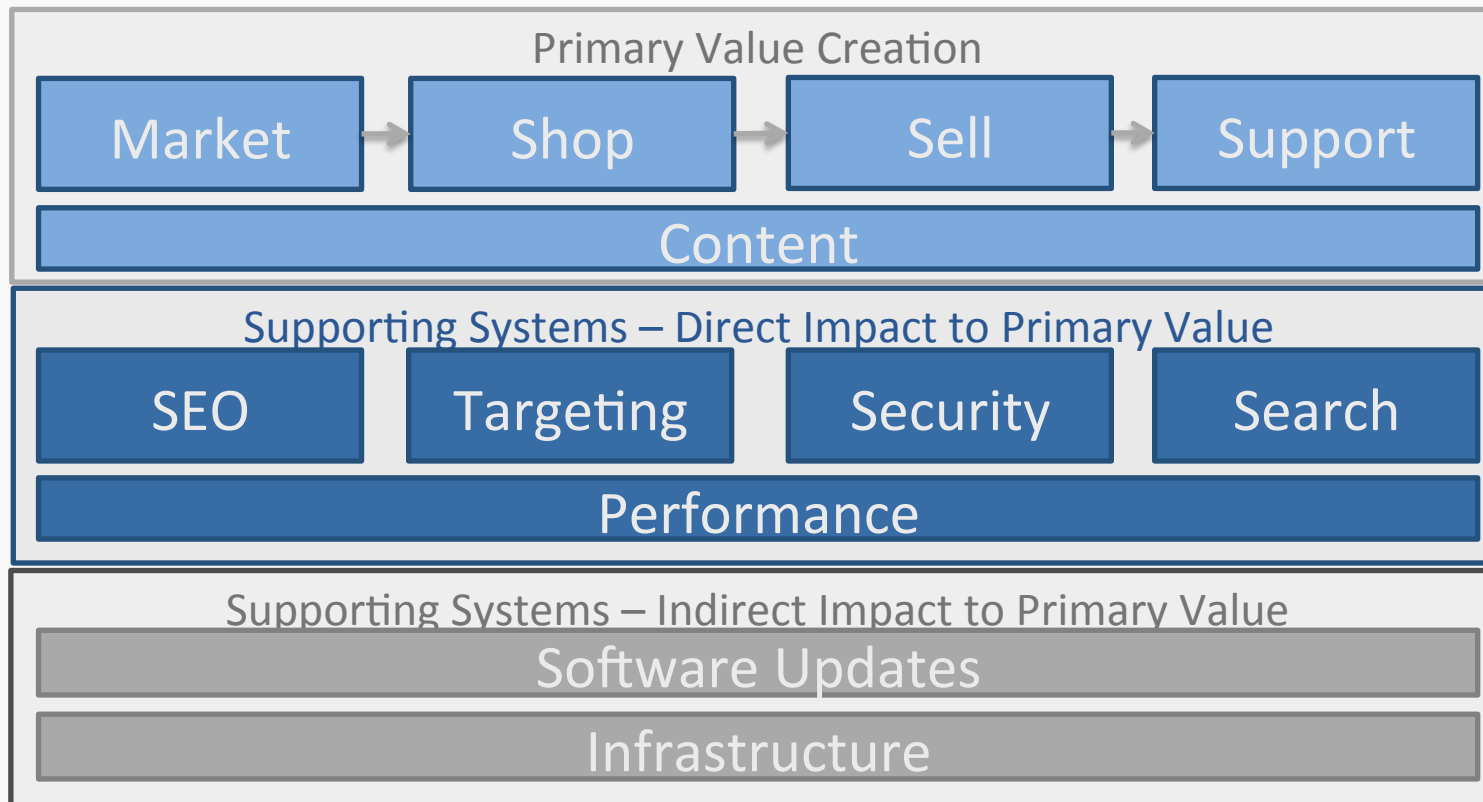 Primary Value Creation
Market
Shop
Sell
Support
Content
Supporting Systems – Direct Impact to Primary Value
SEO
Targeting
Security
Search
Performance
Supporting Systems – Indirect Impact to Primary Value
Software Updates
Infrastructure